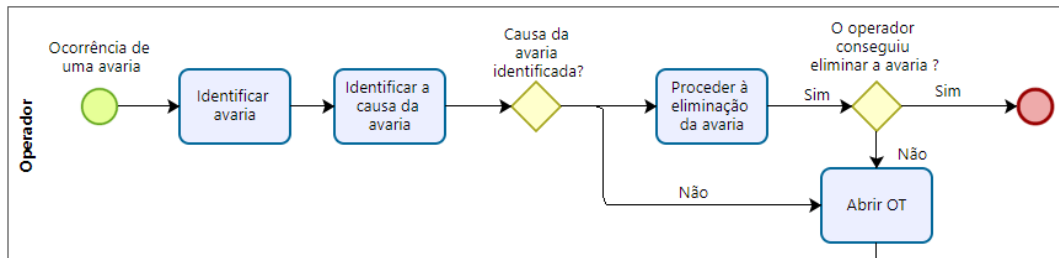 Operador
Ocorrência de
uma avaria
Identificar
avaria
Identificar a
causa da
avaria
Causa da
avaria
identificada?
Proceder à
eliminação
da avaria
Sim
O operador
conseguiu
eliminar a avaria ?
Sim
Não
Não
Abrir OT